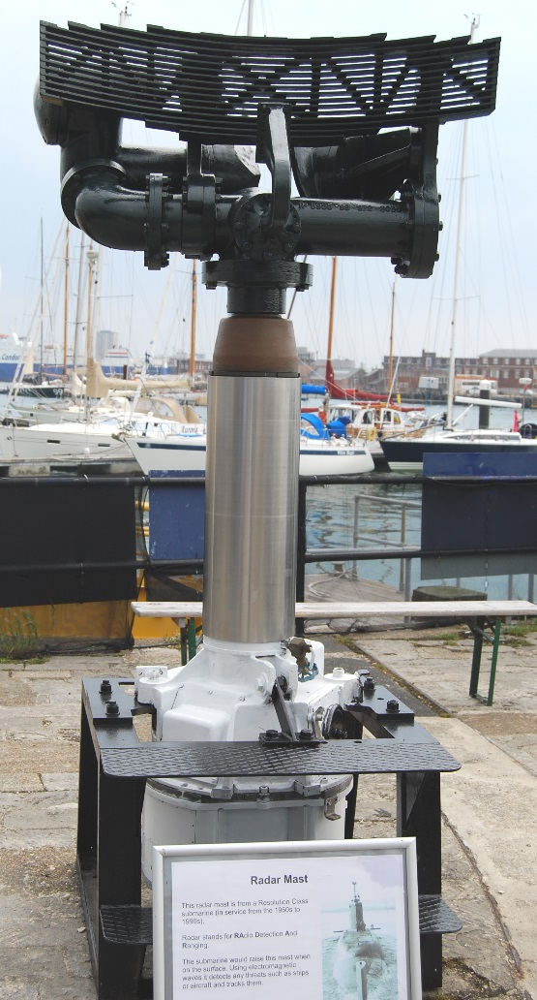 Condor
Radar Mast
This radar mast is from a Resolution Class
submarine (in service from the 1960s to
1990s).
Radar stands for RAdio Detection And
Ranging.
The submarine would raise this mast when
on the surface. Using electromagnetic
waves it detects any threats such as ships
or aircraft and tracks them.